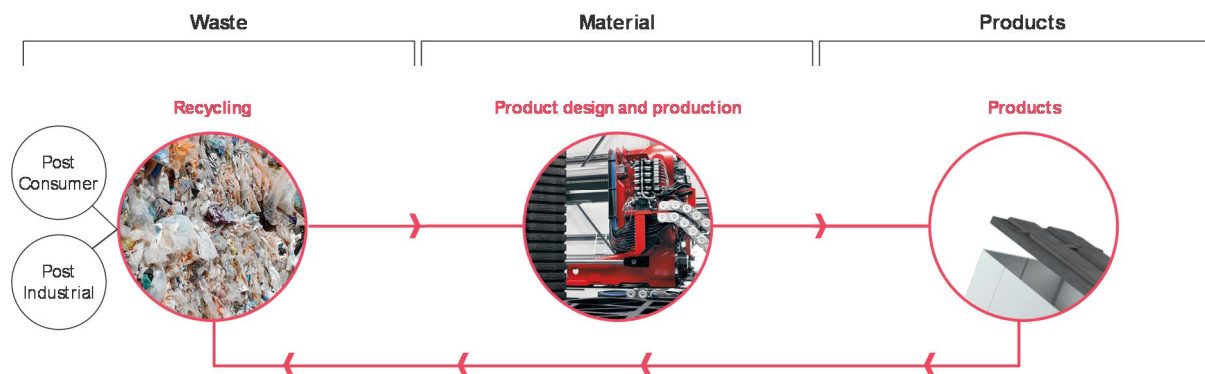 Waste
Material
Products
Recycling
Product design and production
Products
Post
Consumer
Post
Industrial